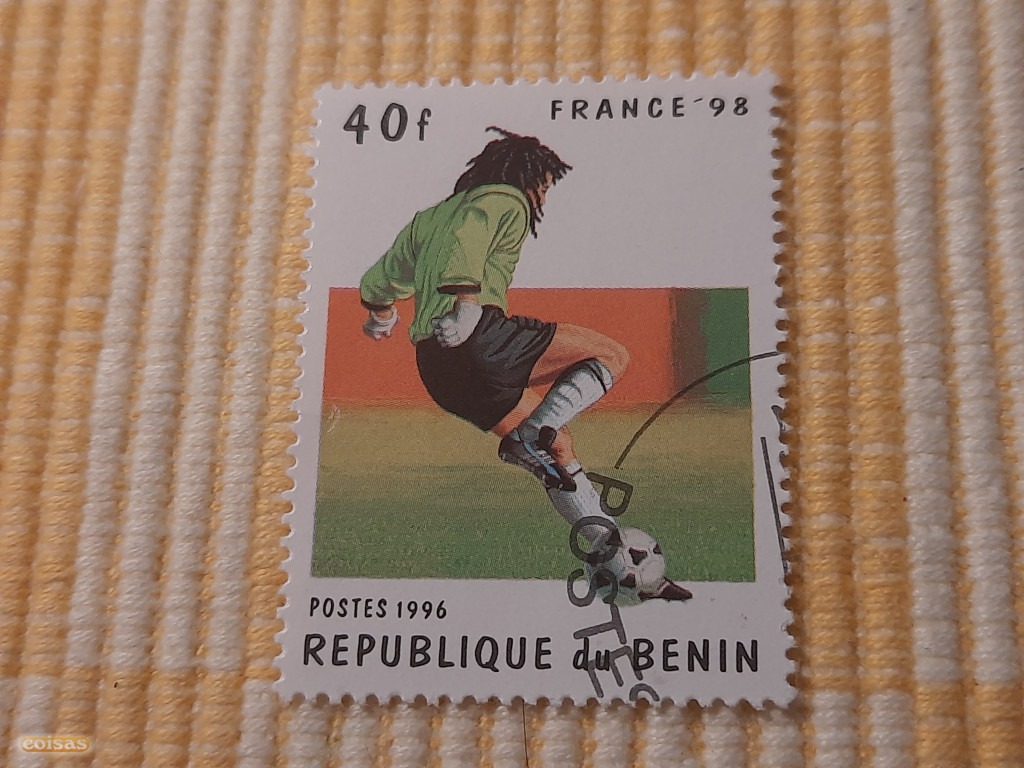 40f
FRANCE-98
POSTES
POSTES 1996
REPUBLIQUE du BENIN
coisas